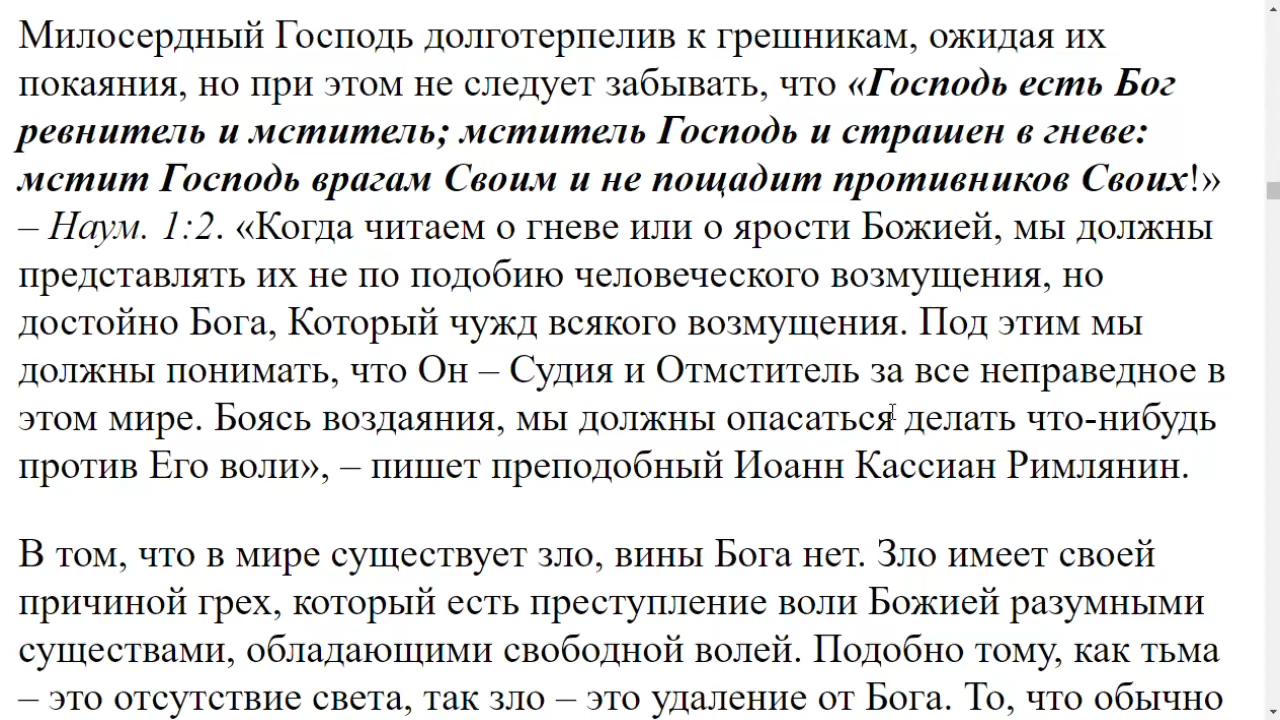 Милосердный Господь долготерпелив к грешникам, ожидая их
покаяния, но при этом не следует забывать, что «Господь есть Бог
ревнитель и мститель; мститель Господь и страшен в гневе:
мстит Господь врагам Своим и не пощадит противников Своих!»
– Наум. 1:2. «Когда читаем о гневе или о ярости Божией, мы должны
представлять их не по подобию человеческого возмущения, но
достойно Бога, Который чужд всякого возмущения. Под этим мы
должны понимать, что Он – Судия и Отмститель за все неправедное в
этом мире. Боясь воздаяния, мы должны опасаться делать что-нибудь
против Его воли», – пишет преподобный Иоанн Кассиан Римлянин.
В том, что в мире существует зло, вины Бога нет. Зло имеет своей
причиной грех, который есть преступление воли Божией разумными
существами, обладающими свободной волей. Подобно тому, как тьма
– это отсутствие света, так зло – это удаление от Бога. То, что обычно